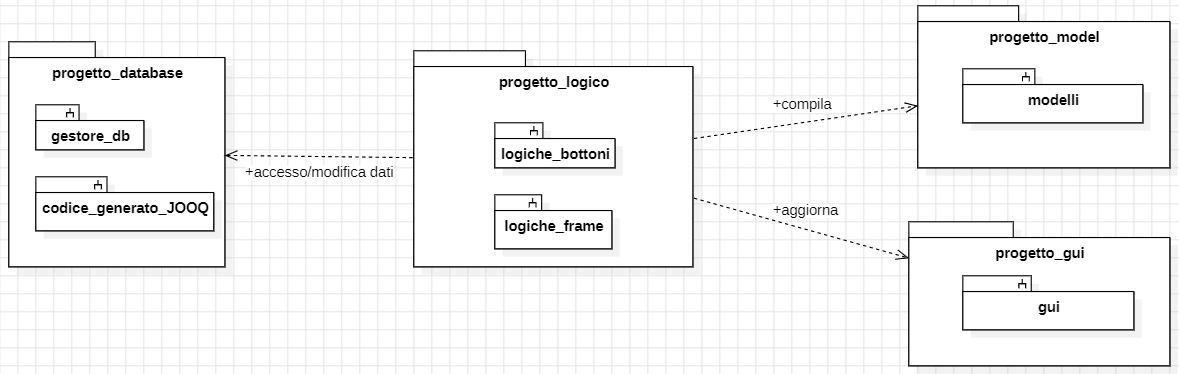 progetto_database
gestore_db
codice_generato_JOOQ
+accesso/modifica dati
progetto_logico
logiche_bottoni
logiche_frame
+compila
+aggiorna
progetto_model
modelli
progetto_gui
gui